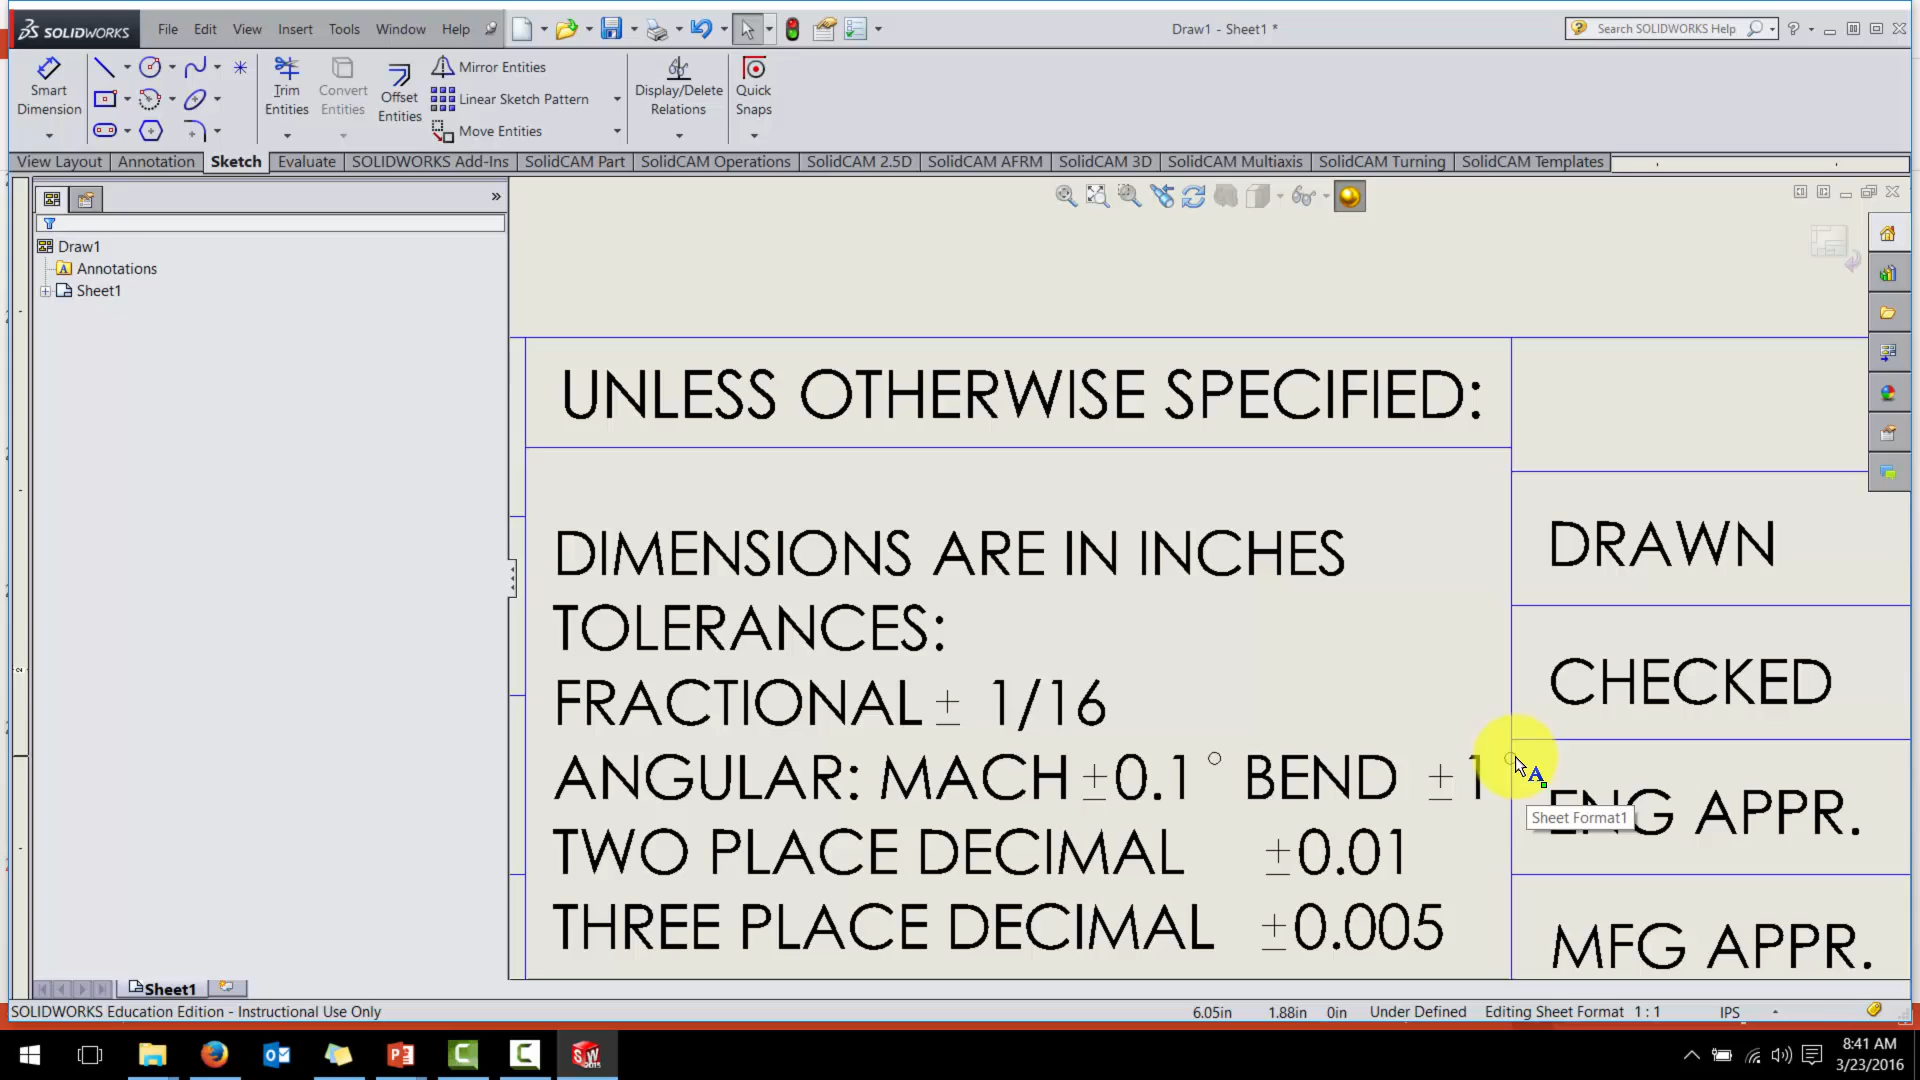 SOLIDWORKS File Edit View Insert Tools Window Help Draw1 - Sheet1 * Search SOLIDWORKS Help ?
Smart Dimension
Trim Entities
Convert Entities
Offset Entities
Mirror Entities
Linear Sketch Pattern
Move Entities
Display/Delete Relations
Quick Snaps
View Layout Annotation Sketch Evaluate SOLIDWORKS Add-Ins SolidCAM Part SolidCAM Operations SolidCAM 2.5D SolidCAM AFRM SolidCAM 3D SolidCAM Multiaxis SolidCAM Turning SolidCAM Templates
Draw1
Annotations
Sheet1
UNLESS OTHERWISE SPECIFIED:
DIMENSIONS ARE IN INCHES
TOLERANCES:
FRACTIONAL ± 1/16
ANGULAR: MACH ±0.1° BEND ±1°
TWO PLACE DECIMAL ±0.01
THREE PLACE DECIMAL ±0.005
DRAWN
CHECKED
ENG APPR.
MFG APPR.
A
Sheet Format1
Sheet1
SOLIDWORKS Education Edition - Instructional Use Only 6.05in 1.88in 0in Under Defined Editing Sheet Format 1 : 1 IPS
8:41 AM
3/23/2016